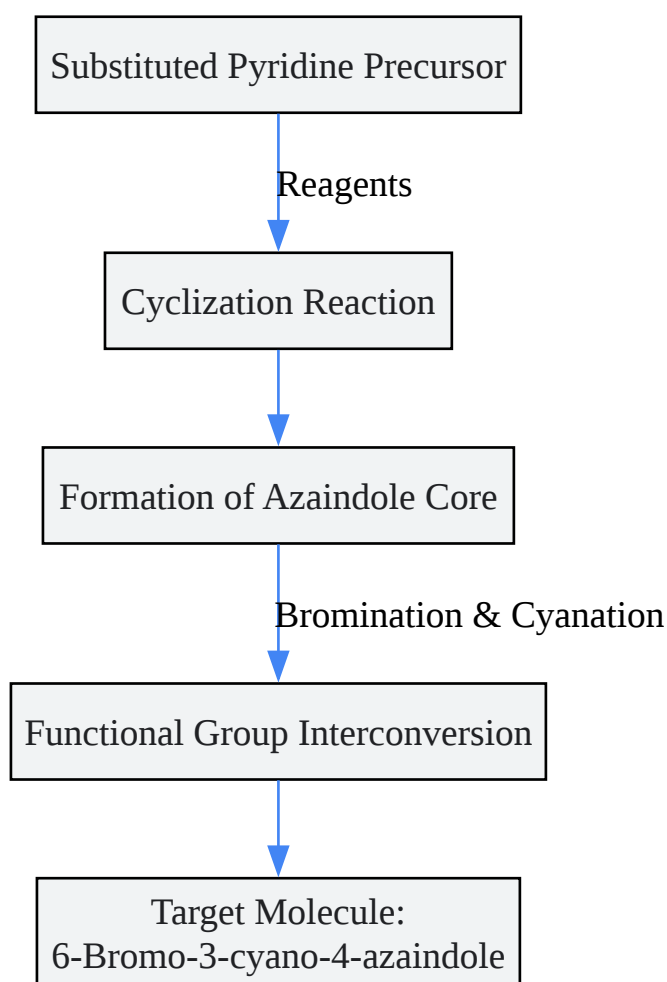 Substituted Pyridine Precursor
Reagents
Cyclization Reaction
Formation of Azaindole Core
Bromination & Cyanation
Functional Group Interconversion
Target Molecule:
6-Bromo-3-cyano-4-azaindole